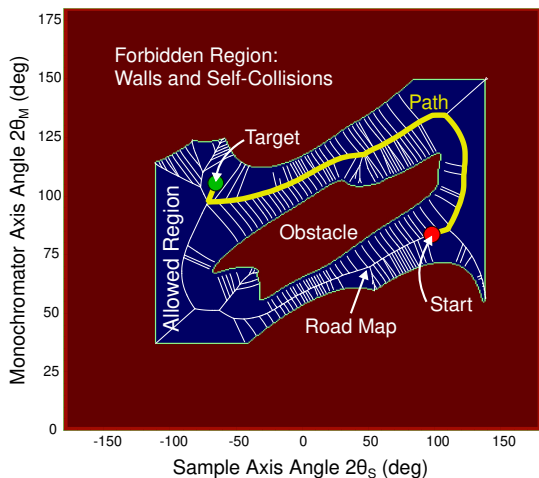 175
Forbidden Region:
Walls and Self-Collisions
150
Path
125
Target
100
Allowed Region
Obstacle
75
Start
50
Road Map
25
0
Monochromator Axis Angle 2θM (deg)
-150 -100 -50 0 50 100 150
Sample Axis Angle 2θS (deg)